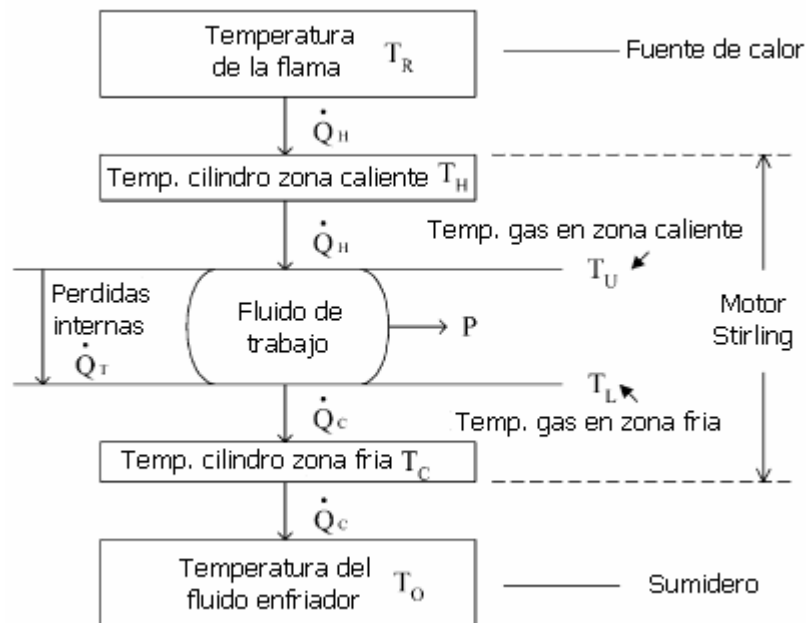 Temperatura
de la flama
T_R
Fuente de calor
Q̇_H
Temp. cilindro zona caliente T_H
Q̇_H
Temp. gas en zona caliente
T_U
Perdidas
internas
Q̇_T
Fluido de
trabajo
P
Motor
Stirling
T_L
Q̇_C
Temp. gas en zona fria
Temp. cilindro zona fria T_C
Q̇_C
Temperatura del
fluido enfriador
T_O
Sumidero